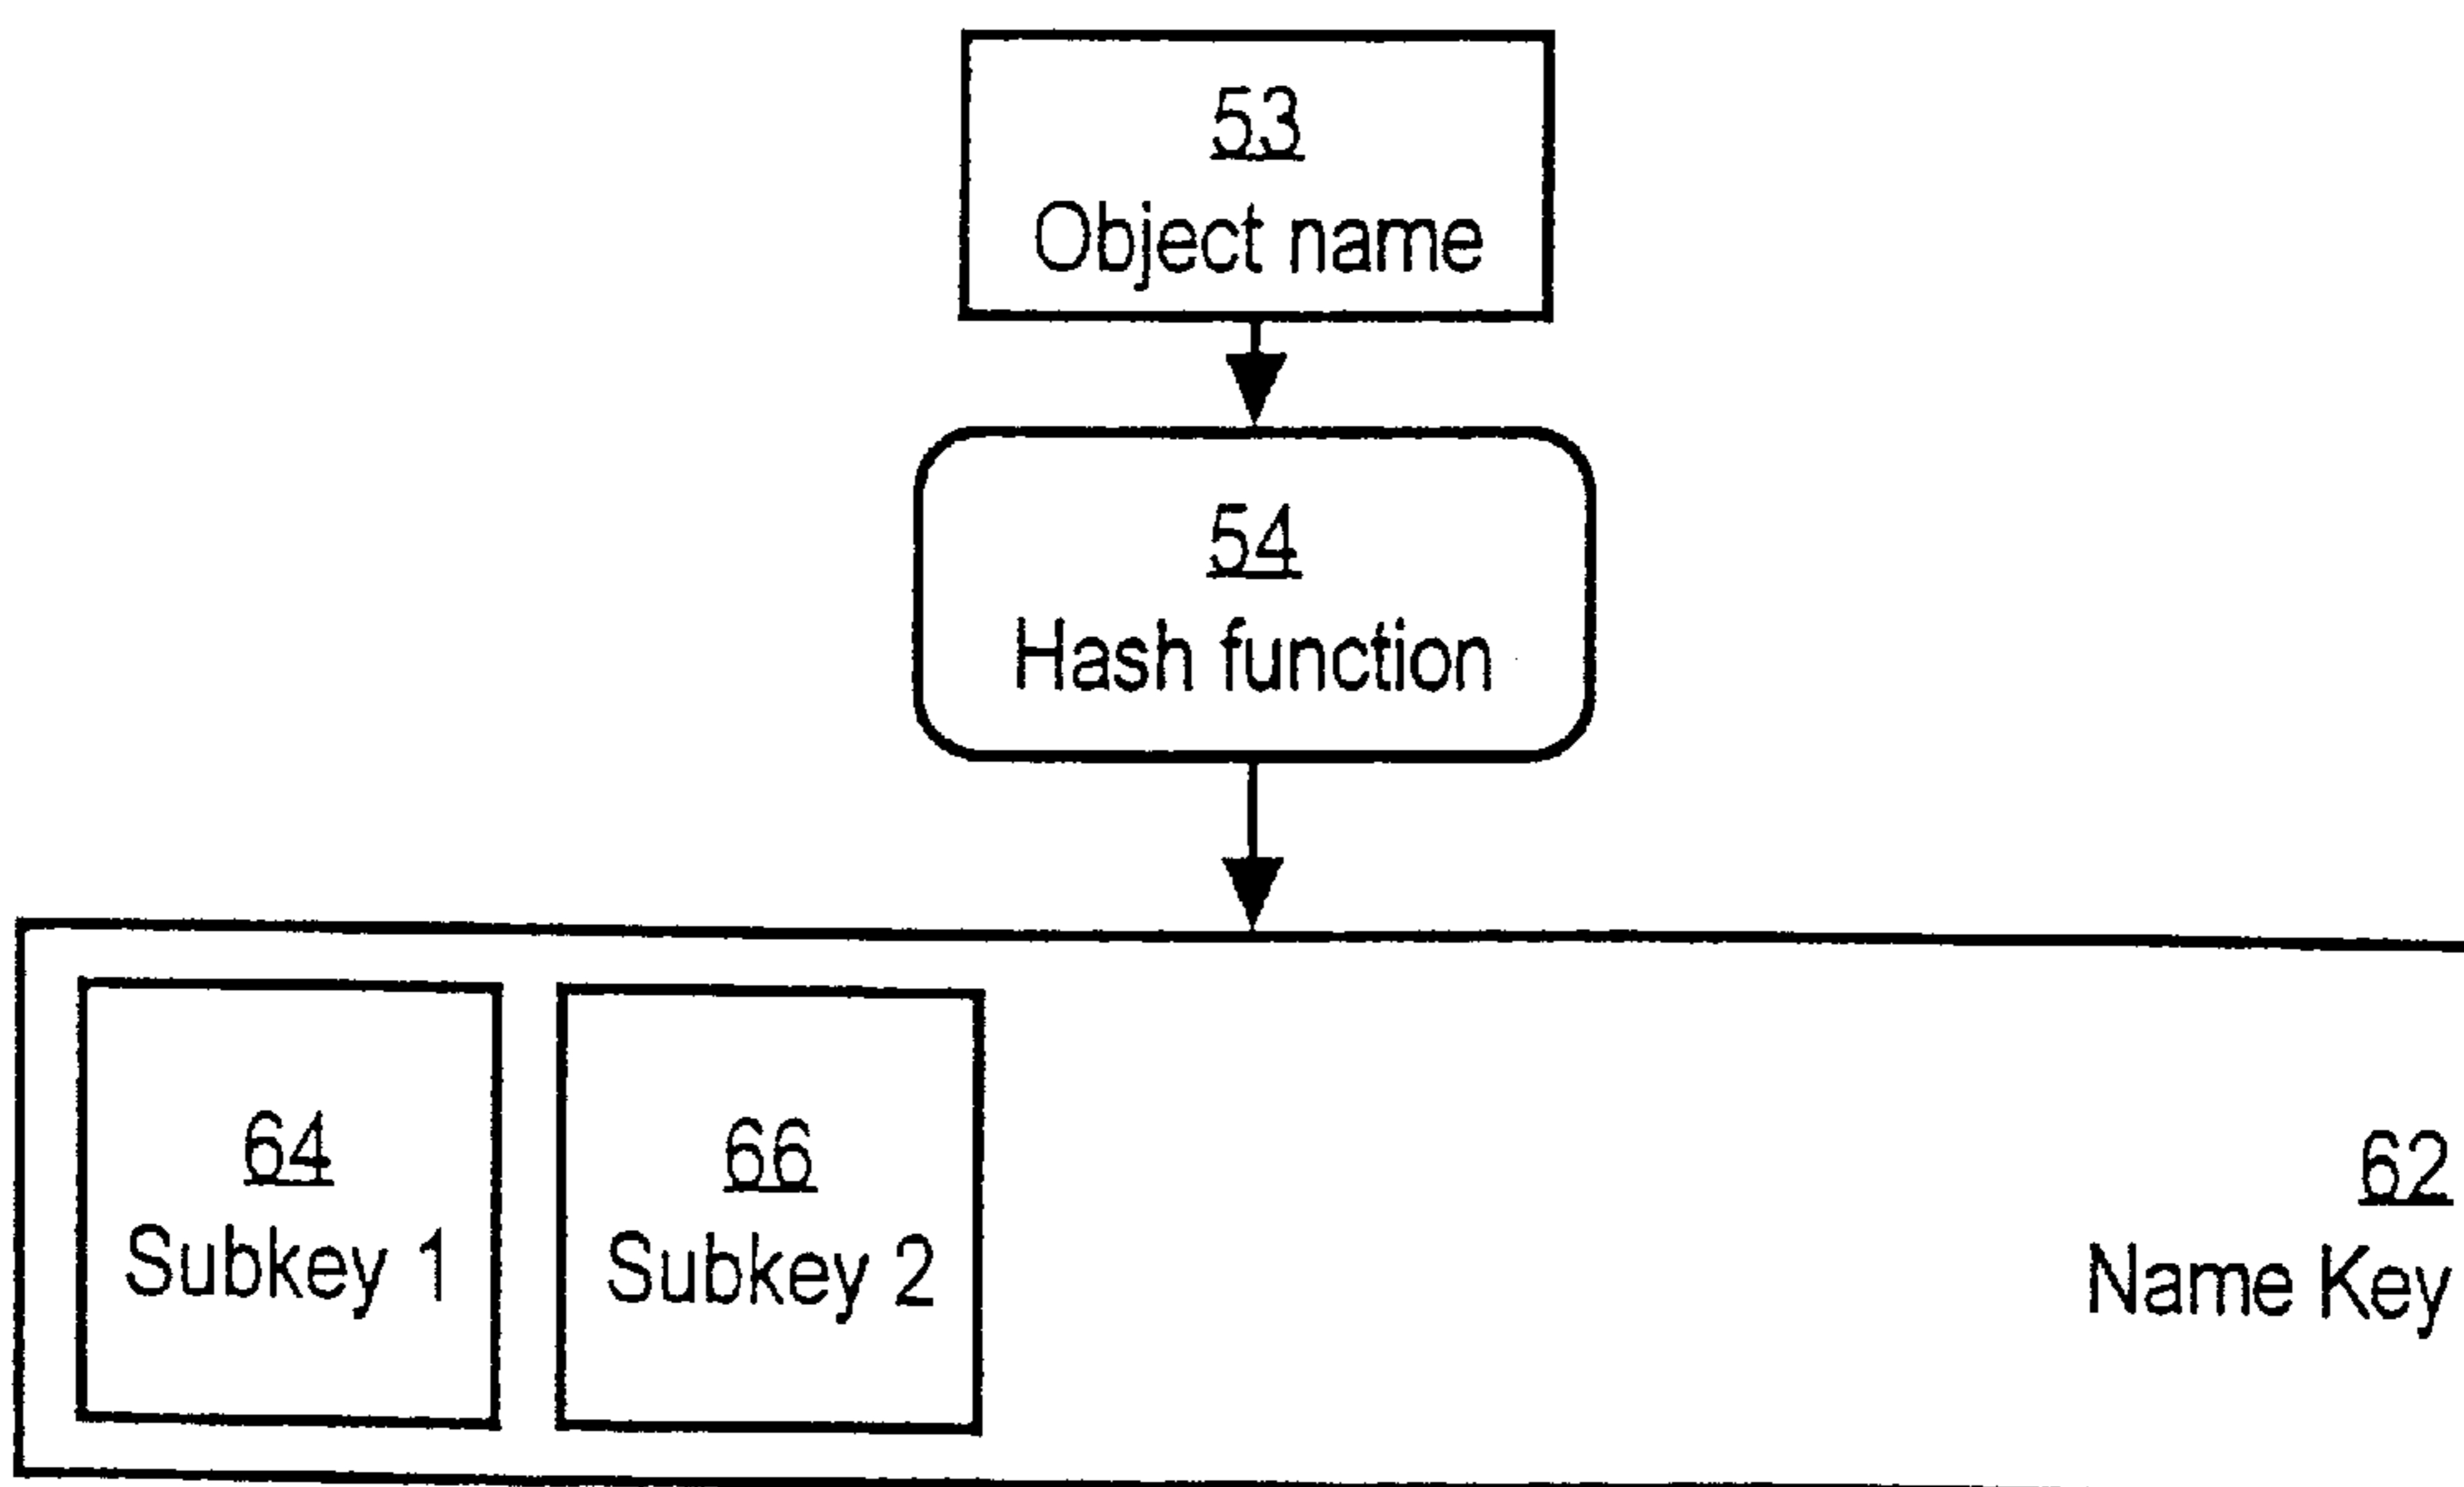 53
Object name
54
Hash function
64
Subkey 1
66
Subkey 2
62
Name Key